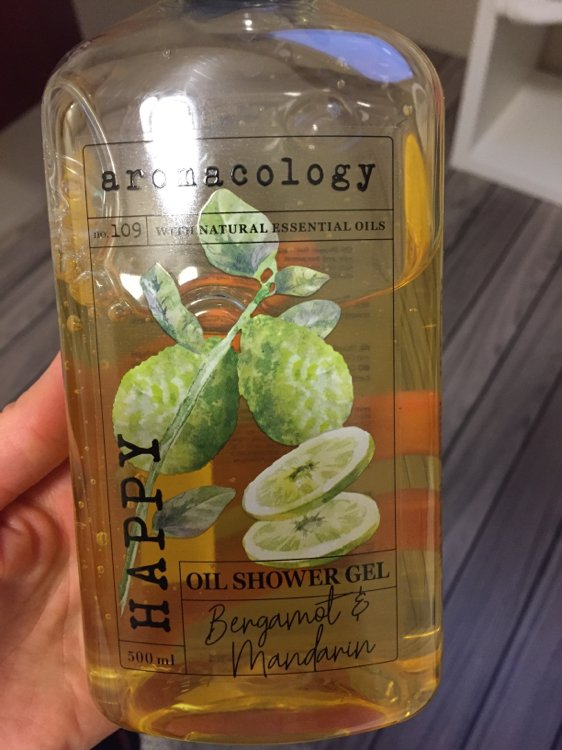 aromacology
no. 109 WITH NATURAL ESSENTIAL OILS
HAPPY
OIL SHOWER GEL
Bergamot &
Mandarin
500 ml